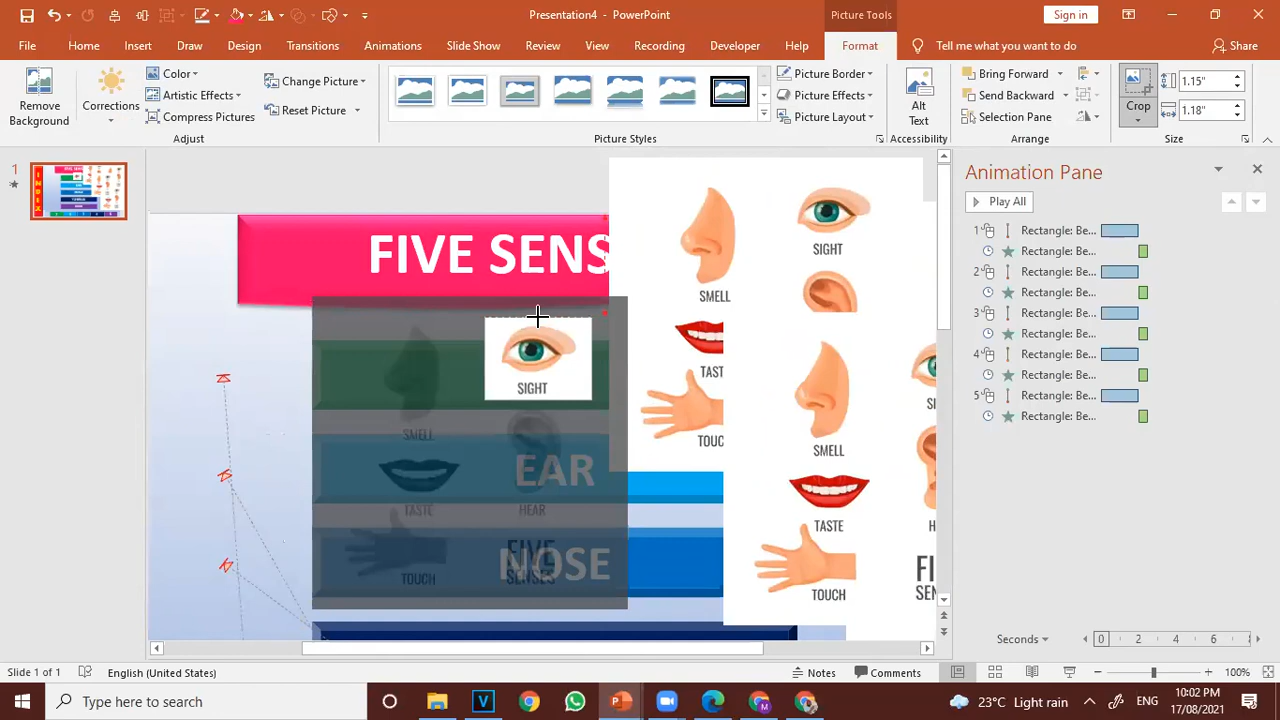 Presentation4 - PowerPoint
Picture Tools
Sign in
File
Home
Insert
Draw
Design
Transitions
Animations
Slide Show
Review
View
Recording
Developer
Help
Format
Tell me what you want to do
Share
Remove
Background
Corrections
Color
Artistic Effects
Compress Pictures
Change Picture
Reset Picture
Adjust
Picture Styles
Picture Border
Picture Effects
Picture Layout
Alt
Text
Accessibility
Bring Forward
Send Backward
Selection Pane
Arrange
Crop
1.15"
1.18"
Size
1
FIVE SENS
SIGHT
SMELL
SIGHT
SMELL
TAST
TOUC
EAR
TASTE
HEAR
NOSE
FIVE
SENSES
TOUCH
SMELL
TASTE
TOUCH
SI
H
FI
SEN
Animation Pane
Play All
1 Rectangle: Be...
Rectangle: Be...
2 Rectangle: Be...
Rectangle: Be...
3 Rectangle: Be...
Rectangle: Be...
4 Rectangle: Be...
Rectangle: Be...
5 Rectangle: Be...
Rectangle: Be...
Seconds
0 2 4 6
Slide 1 of 1
English (United States)
Notes
Comments
100%
Type here to search
23°C Light rain
ENG
10:02 PM
17/08/2021